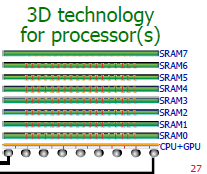 3D technology
for processor(s)
SRAM7
SRAM6
SRAM5
SRAM4
SRAM3
SRAM2
SRAM1
SRAM0
CPU+GPU
27